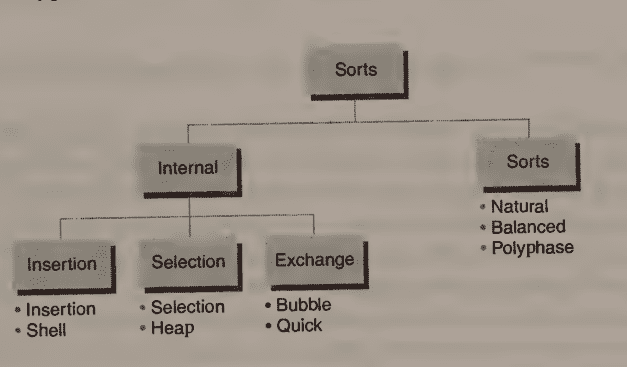 Sorts
Internal
Sorts
• Natural
• Balanced
• Polyphase
Insertion
Selection
Exchange
• Insertion
• Shell
• Selection
• Heap
• Bubble
• Quick